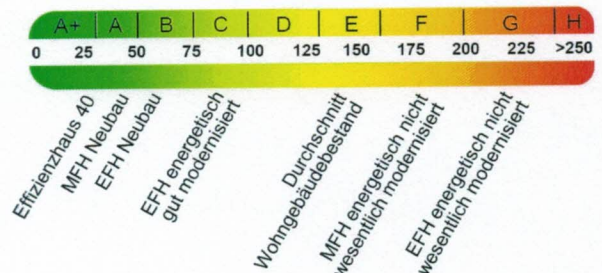 A+ A B C D E F G H
0 25 50 75 100 125 150 175 200 225 >250
Effizienzhaus 40
MFH Neubau
EFH Neubau
EFH energetisch
gut modernisiert
Durchschnitt
Wohngebäudebestand
MFH energetisch nicht
wesentlich modernisiert
EFH energetisch nicht
wesentlich modernisiert